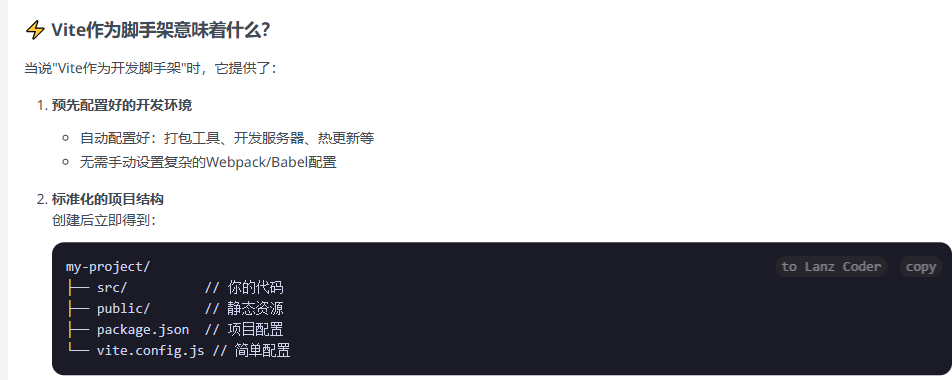 ⚡ Vite作为脚手架意味着什么？
当说"Vite作为开发脚手架"时，它提供了：
1. 预先配置好的开发环境
○ 自动配置好：打包工具、开发服务器、热更新等
○ 无需手动设置复杂的Webpack/Babel配置
2. 标准化的项目结构
创建后立即得到：
to Lanz Coder copy
my-project/
├── src/          // 你的代码
├── public/       // 静态资源
├── package.json  // 项目配置
└── vite.config.js // 简单配置